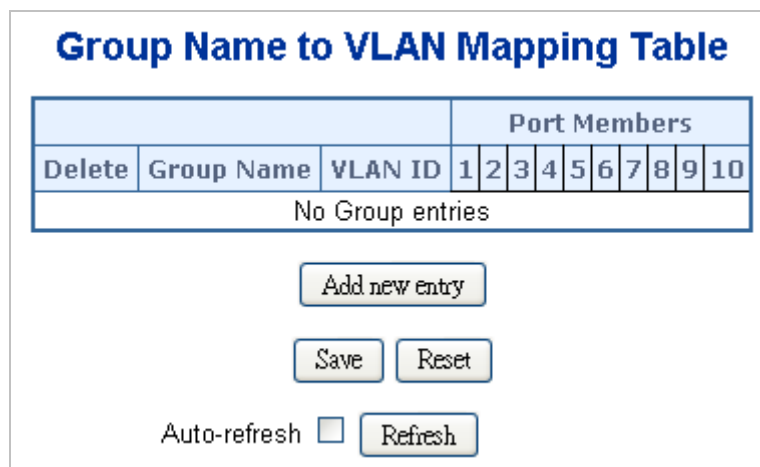 Group Name to VLAN Mapping Table
Port Members
Delete Group Name VLAN ID 1 2 3 4 5 6 7 8 9 10
No Group entries
Add new entry
Save Reset
Auto-refresh Refresh